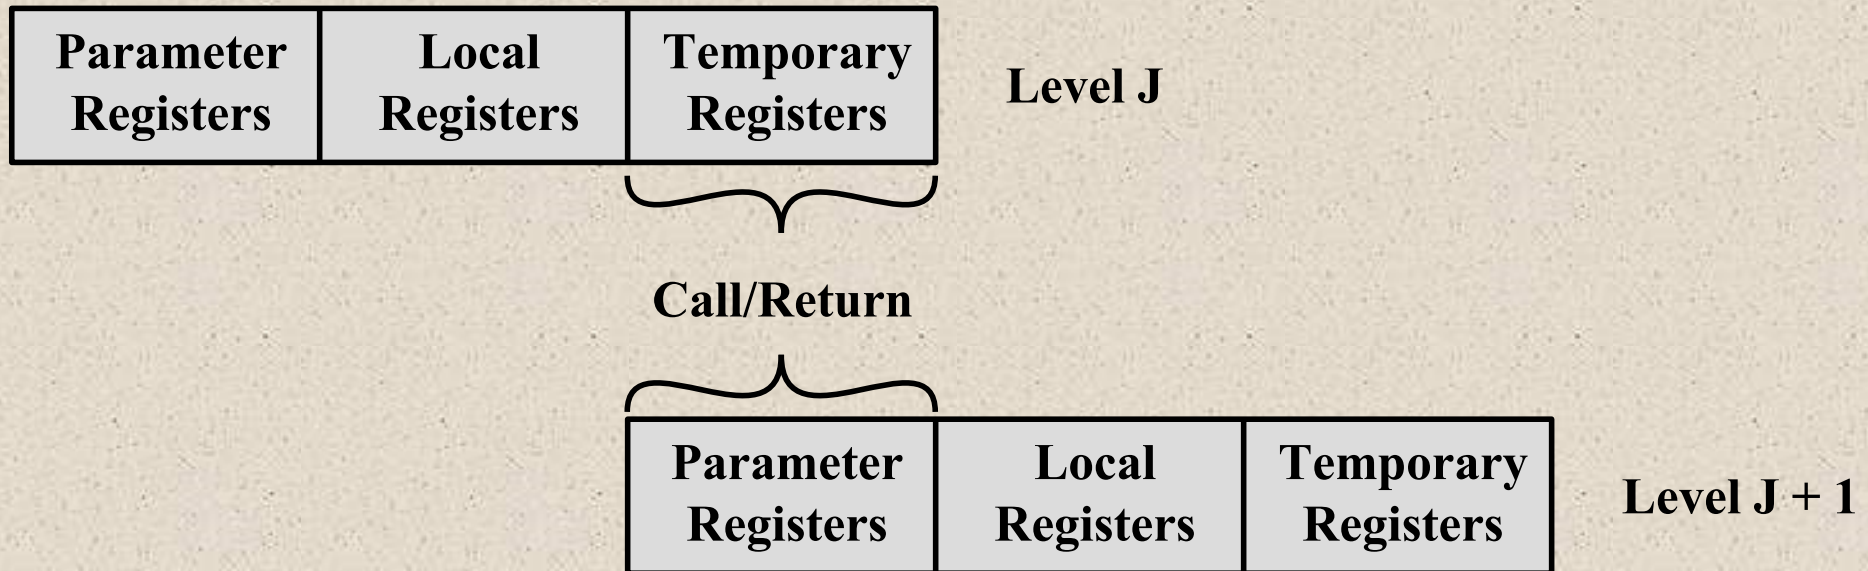 Parameter
Registers
Local
Registers
Temporary
Registers
Level J
Call/Return
Parameter
Registers
Local
Registers
Temporary
Registers
Level J + 1